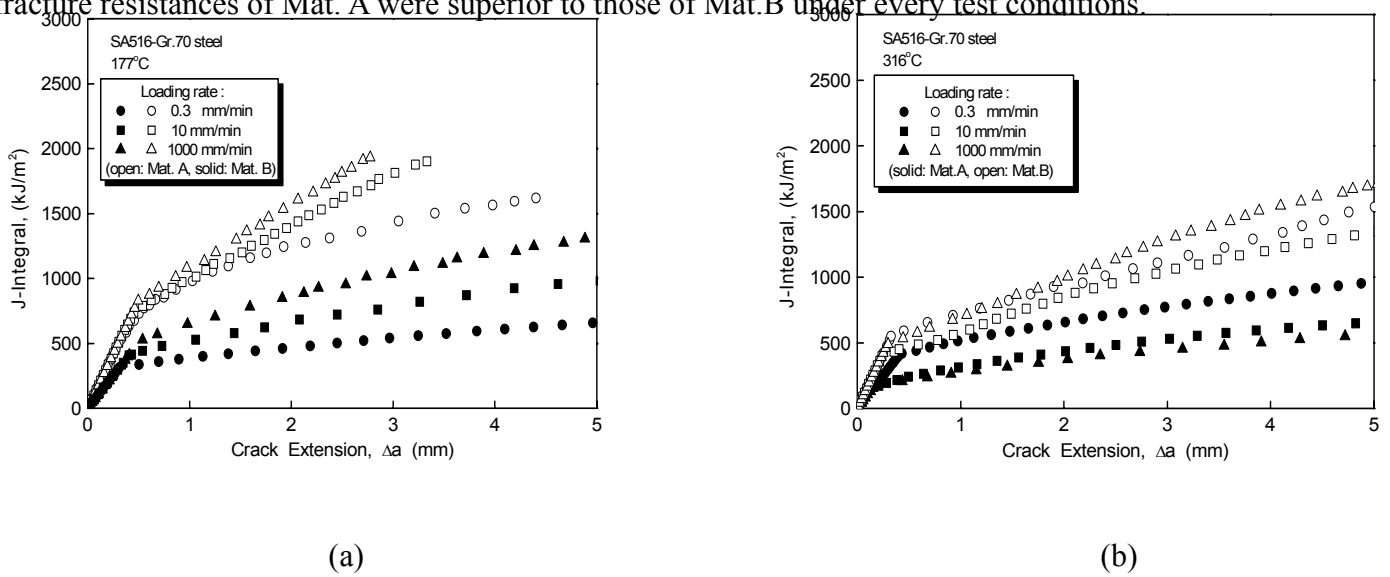 fracture resistances of Mat. A were superior to those of Mat.B under every test conditions.
3000
2500
2000
1500
1000
500
0
J-Integral, (kJ/m²)
SA516-Gr.70 steel
177°C
Loading rate :
0.3 mm/min
10 mm/min
1000 mm/min
(open: Mat. A, solid: Mat. B)
0 1 2 3 4 5
Crack Extension, Δa (mm)
(a)
3000
2500
2000
1500
1000
500
0
J-Integral, (kJ/m²)
SA516-Gr.70 steel
316°C
Loading rate :
0.3 mm/min
10 mm/min
1000 mm/min
(solid: Mat.A, open: Mat.B)
0 1 2 3 4 5
Crack Extension, Δa (mm)
(b)